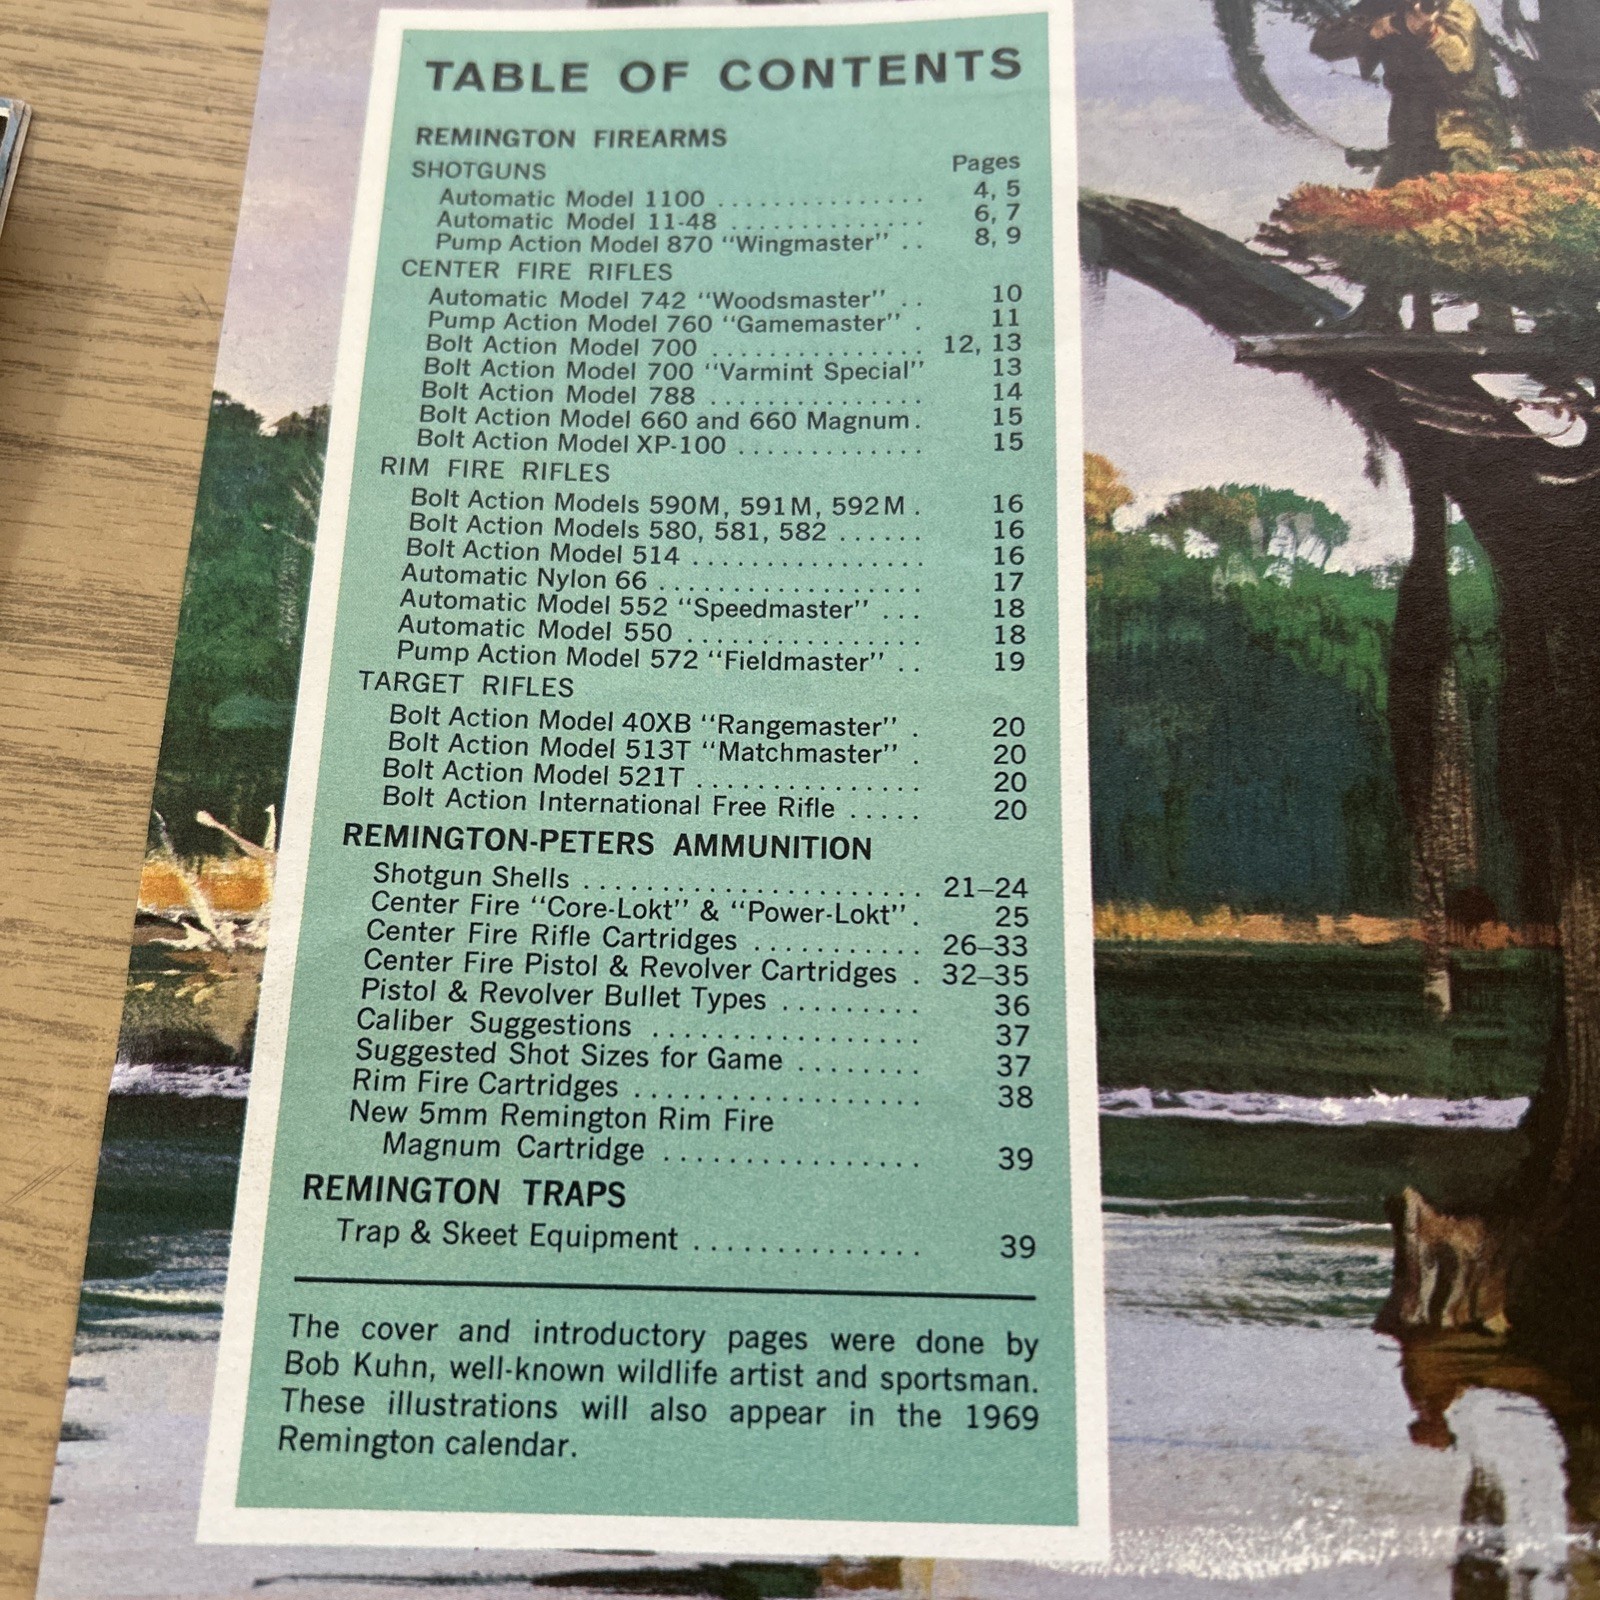 TABLE OF CONTENTS
REMINGTON FIREARMS
SHOTGUNS Pages
Automatic Model 1100 ............... 4, 5
Automatic Model 11-48 .............. 6, 7
Pump Action Model 870 "Wingmaster" .. 8, 9
CENTER FIRE RIFLES
Automatic Model 742 "Woodsmaster" .. 10
Pump Action Model 760 "Gamemaster" . 11
Bolt Action Model 700 ............... 12, 13
Bolt Action Model 700 "Varmint Special" 13
Bolt Action Model 788 ............... 14
Bolt Action Model 660 and 660 Magnum. 15
Bolt Action Model XP-100 ............. 15
RIM FIRE RIFLES
Bolt Action Models 590M, 591M, 592M . 16
Bolt Action Models 580, 581, 582 ...... 16
Bolt Action Model 514 ................ 16
Automatic Nylon 66 .................. 17
Automatic Model 552 "Speedmaster" ... 18
Automatic Model 550 ................. 18
Pump Action Model 572 "Fieldmaster" .. 19
TARGET RIFLES
Bolt Action Model 40XB "Rangemaster" . 20
Bolt Action Model 513T "Matchmaster" . 20
Bolt Action Model 521T ............... 20
Bolt Action International Free Rifle ..... 20
REMINGTON-PETERS AMMUNITION
Shotgun Shells ...................... 21–24
Center Fire "Core-Lokt" & "Power-Lokt". 25
Center Fire Rifle Cartridges ........... 26–33
Center Fire Pistol & Revolver Cartridges . 32–35
Pistol & Revolver Bullet Types ......... 36
Caliber Suggestions ................. 37
Suggested Shot Sizes for Game ........ 37
Rim Fire Cartridges .................. 38
New 5mm Remington Rim Fire
Magnum Cartridge ................ 39
REMINGTON TRAPS
Trap & Skeet Equipment .............. 39
The cover and introductory pages were done by
Bob Kuhn, well-known wildlife artist and sportsman.
These illustrations will also appear in the 1969
Remington calendar.